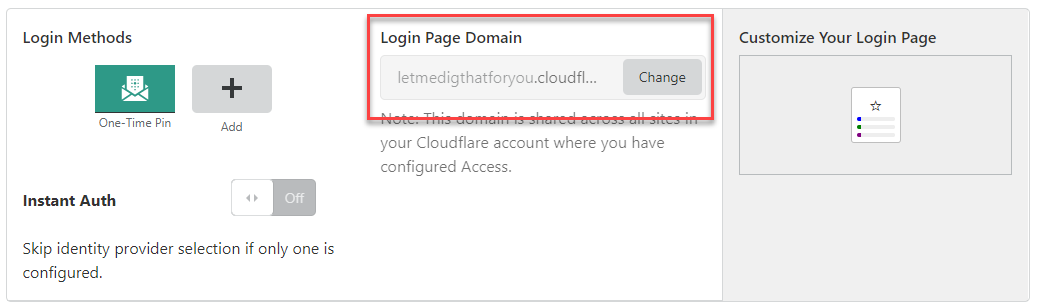 Login Methods
One-Time Pin
Add
Instant Auth
Off
Skip identity provider selection if only one is
configured.
Login Page Domain
letmedigthatforyou.cloudfl...
Change
Note: This domain is shared across all sites in
your Cloudflare account where you have
configured Access.
Customize Your Login Page